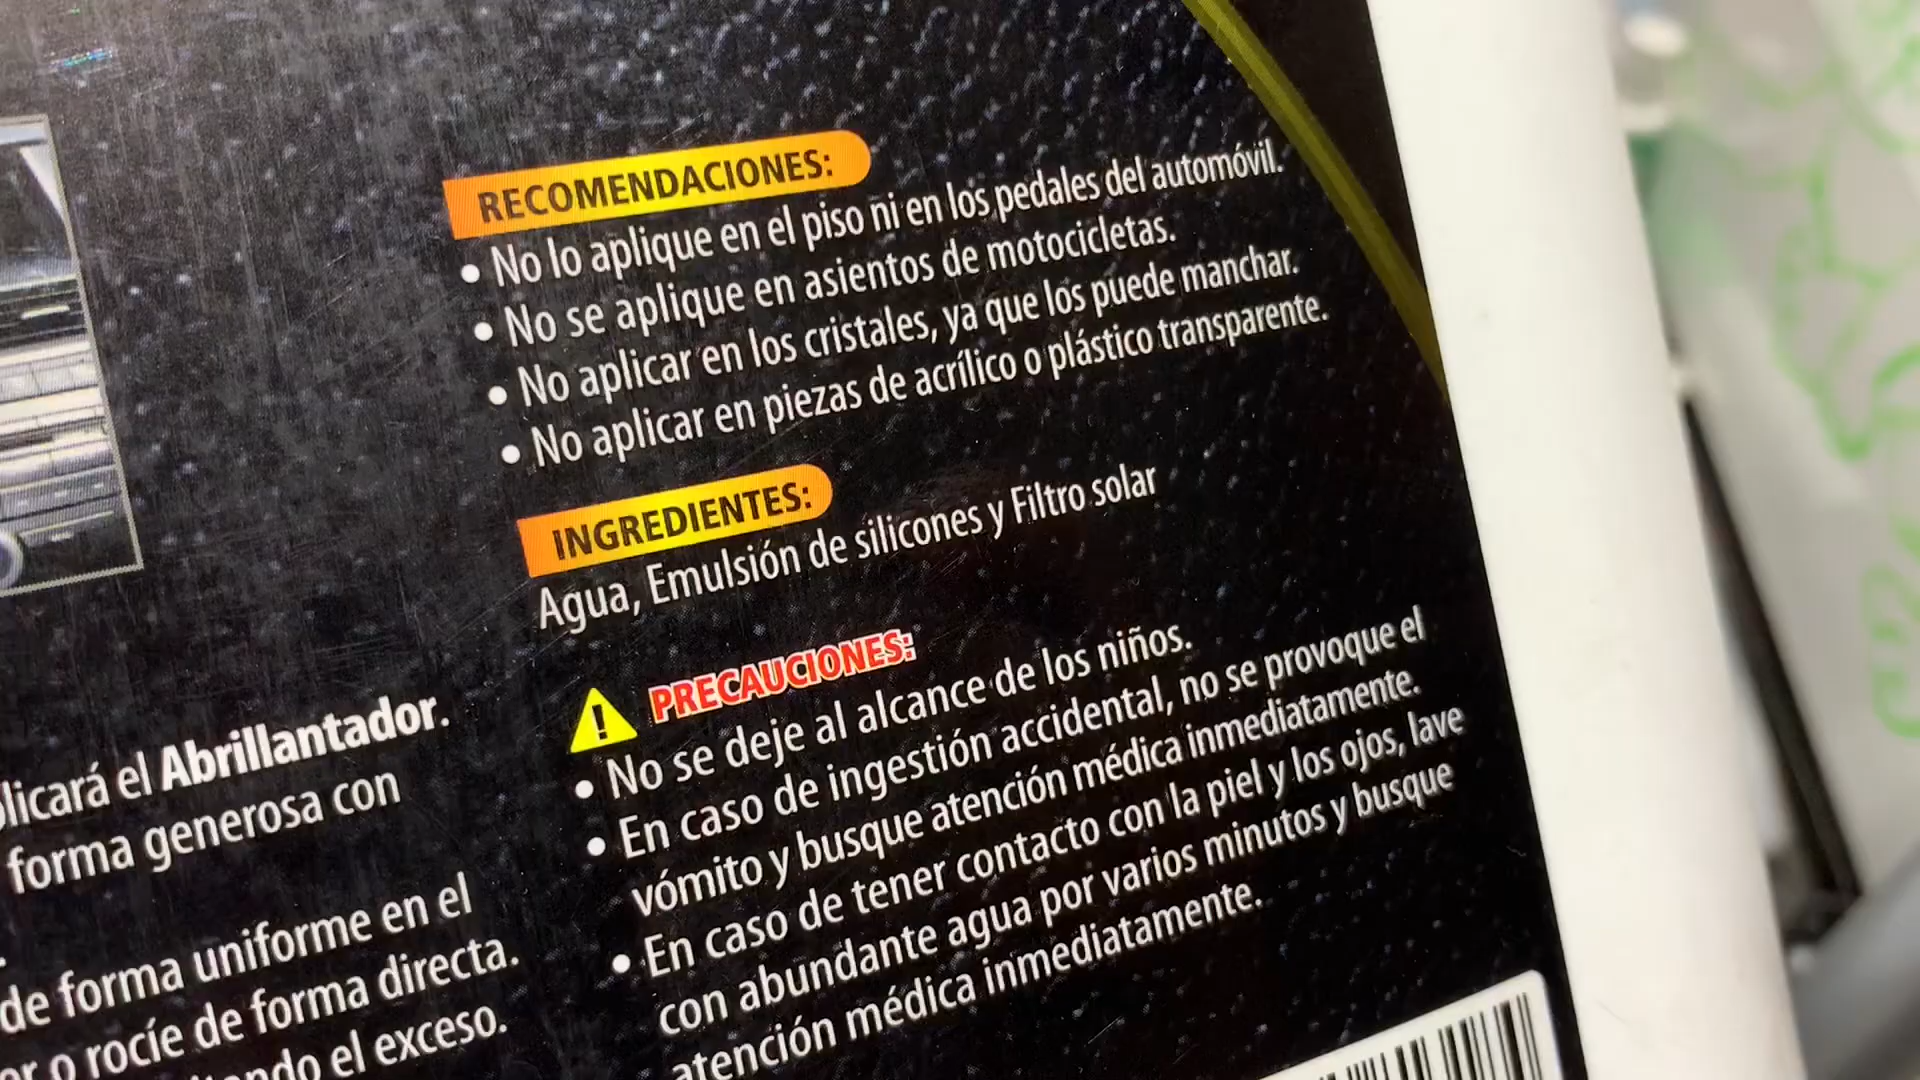 RECOMENDACIONES:
• No lo aplique en el piso ni en los pedales del automóvil.
• No se aplique en asientos de motocicletas.
• No aplicar en los cristales, ya que los puede manchar.
• No aplicar en piezas de acrílico o plástico transparente.
INGREDIENTES:
Agua, Emulsión de silicones y Filtro solar
PRECAUCIONES:
• No se deje al alcance de los niños.
• En caso de ingestión accidental, no se provoque el
vómito y busque atención médica inmediatamente.
• En caso de tener contacto con la piel y los ojos, lave
con abundante agua por varios minutos y busque
atención médica inmediatamente.
el Abrillantador.
forma generosa con
de forma uniforme en el
o rocíe de forma directa.
el exceso.